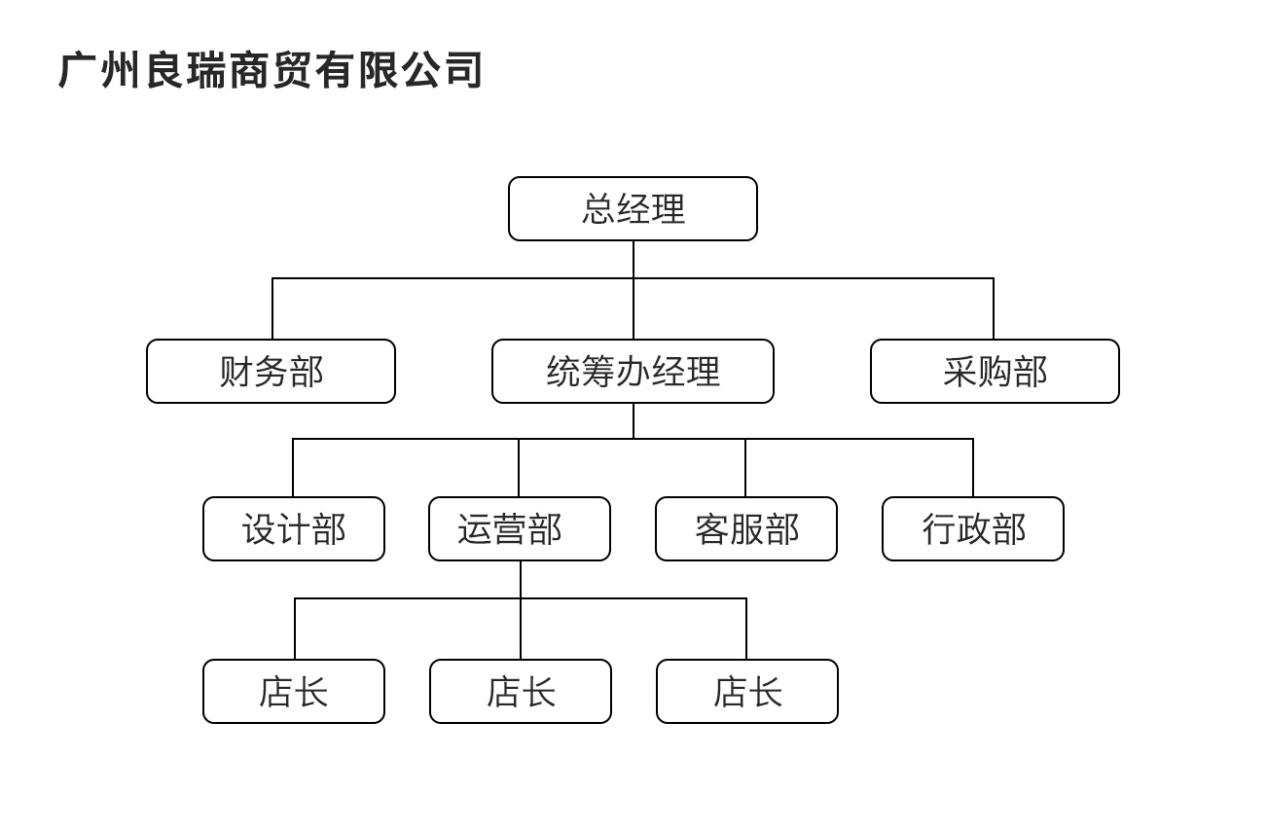 广州良瑞商贸有限公司
总经理
财务部
统筹办经理
采购部
设计部
运营部
客服部
行政部
店长
店长
店长